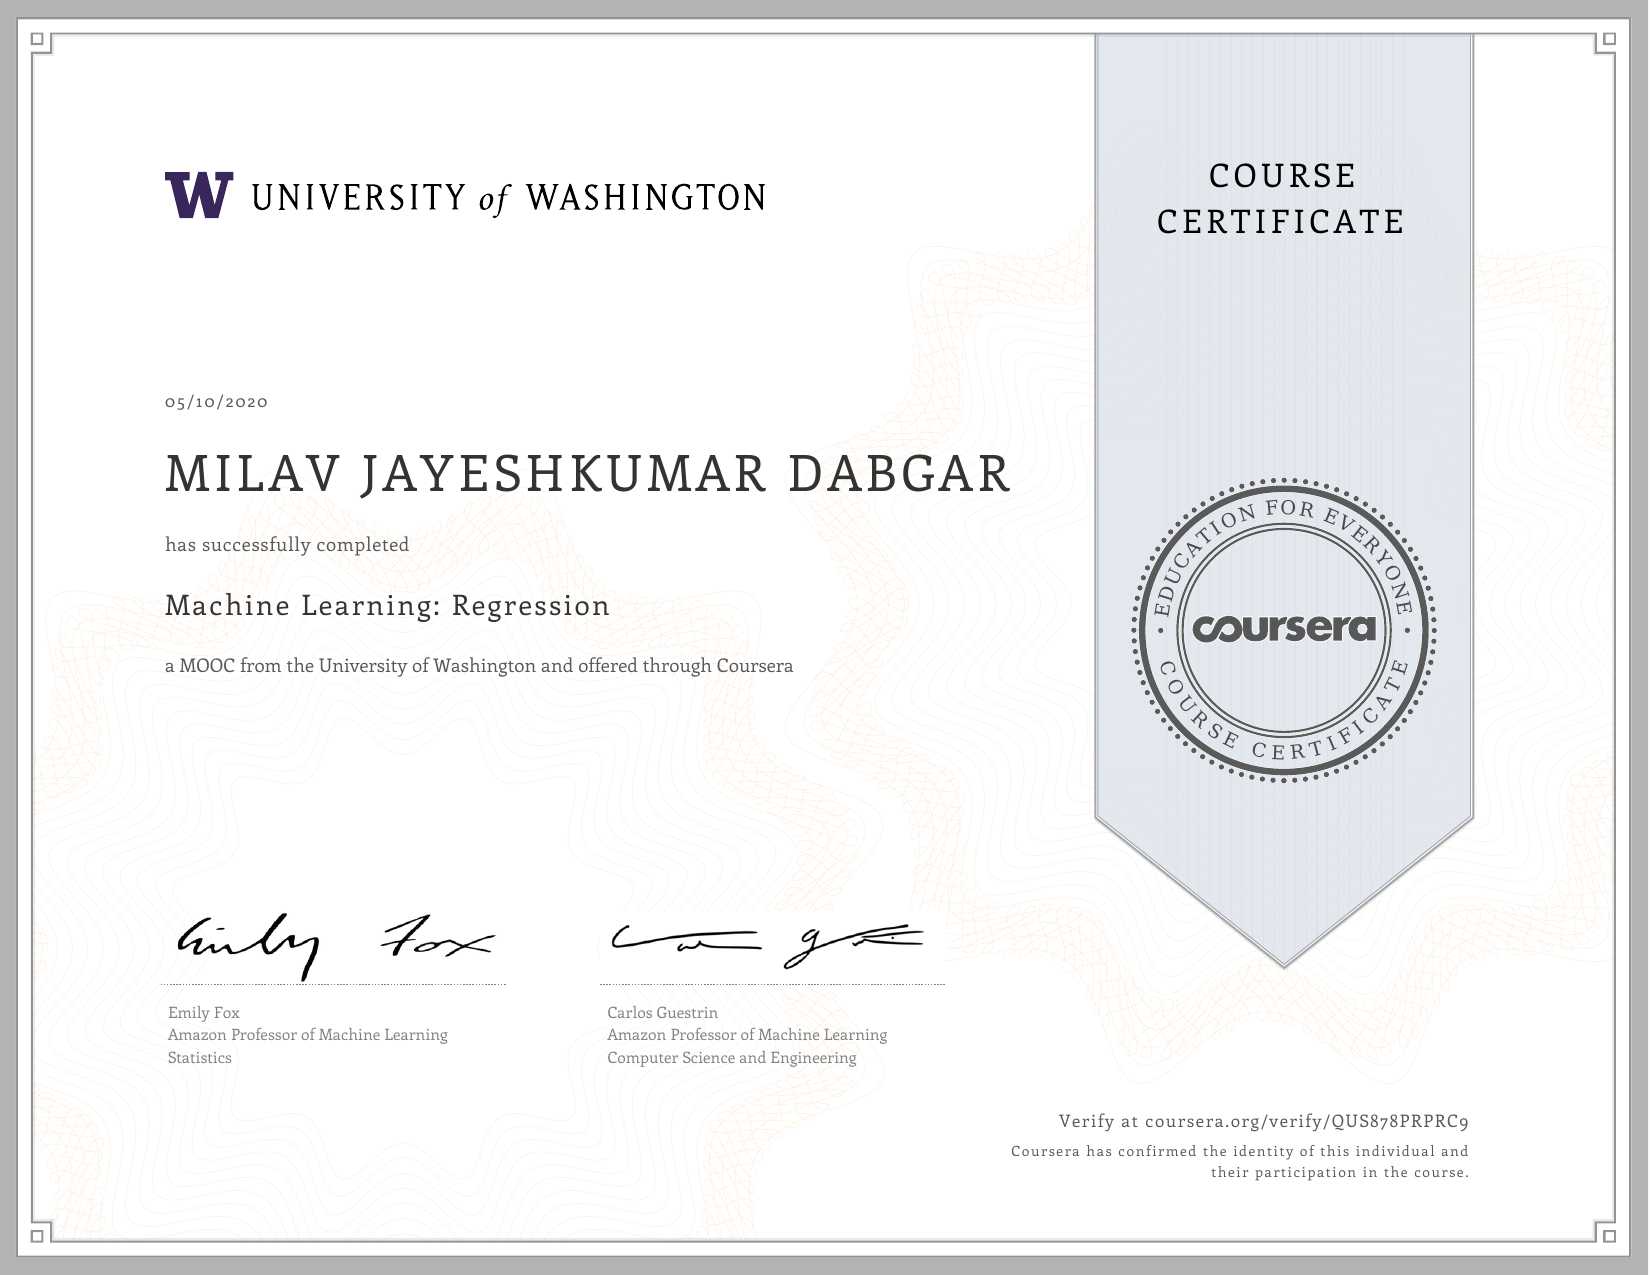 W UNIVERSITY of WASHINGTON
COURSE
CERTIFICATE
05/10/2020
MILAV JAYESHKUMAR DABGAR
has successfully completed
Machine Learning: Regression
a MOOC from the University of Washington and offered through Coursera
EDUCATION FOR EVERYONE
coursera
COURSE CERTIFICATE
Emily Fox
Emily Fox
Amazon Professor of Machine Learning
Statistics
Carlos Guestrin
Amazon Professor of Machine Learning
Computer Science and Engineering
Verify at coursera.org/verify/QUS878PRPRC9
Coursera has confirmed the identity of this individual and
their participation in the course.